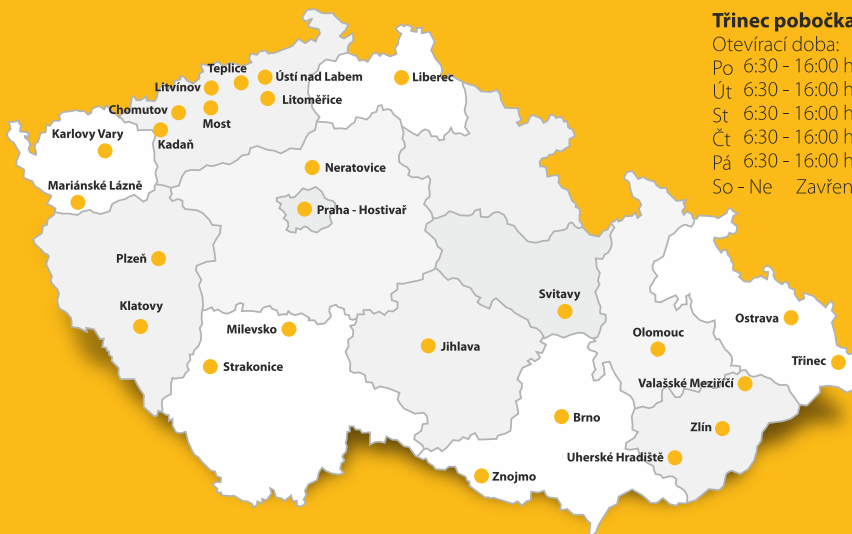 Třinec pobočka
Otevírací doba:
Po 6:30 - 16:00 h
Út 6:30 - 16:00 h
St 6:30 - 16:00 h
Čt 6:30 - 16:00 h
Pá 6:30 - 16:00 h
So - Ne Zavřen
Teplice
Ústí nad Labem
Liberec
Litvínov
Litoměřice
Chomutov
Most
Karlovy Vary
Kadaň
Neratovice
Mariánské Lázně
Praha - Hostivař
Plzeň
Svitavy
Klatovy
Ostrava
Milevsko
Olomouc
Jihlava
Třinec
Strakonice
Valašské Meziříčí
Brno
Zlín
Uherské Hradiště
Znojmo